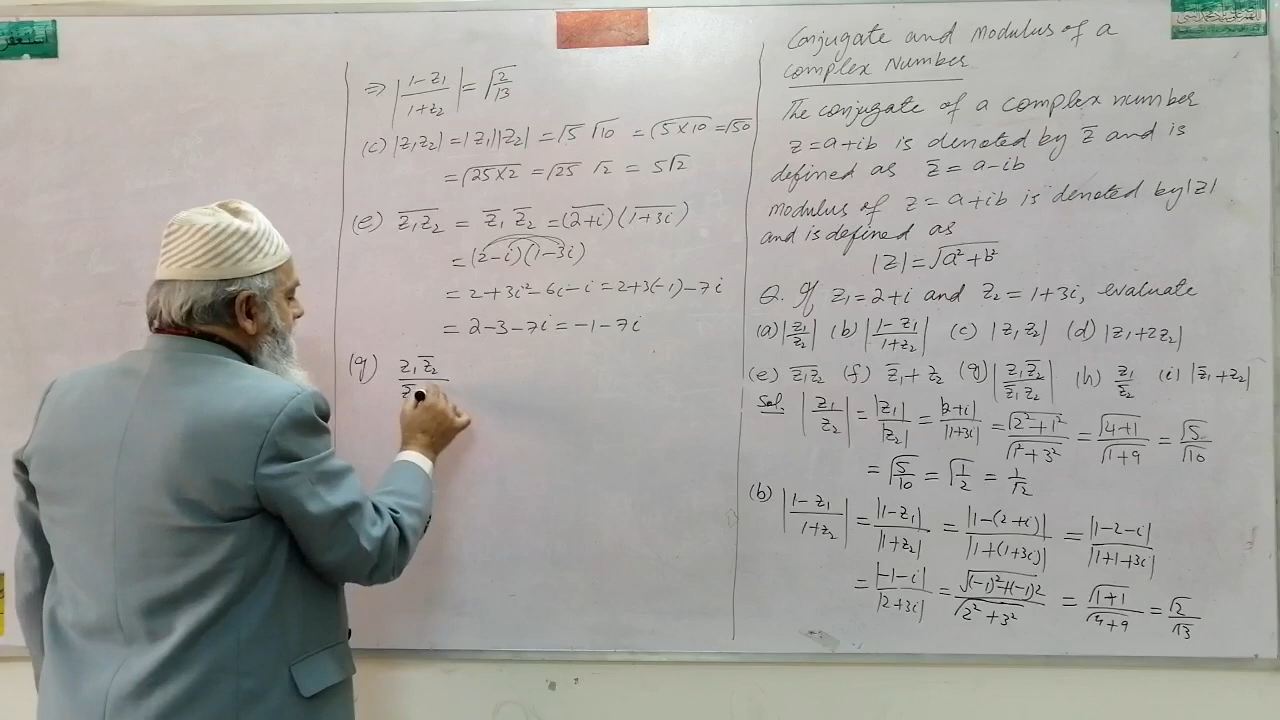 Conjugate and Modulus of a
Complex Number.
The conjugate of a complex number
z = a+ib is denoted by z̅ and is
defined as z̅ = a-ib
modulus of z = a+ib is denoted by |z|
and is defined as
|z| = √(a²+b²)
Q. If z₁ = 2+i and z₂ = 1+3i, evaluate
(a) |z₁/z₂| (b) |(1-z₁)/(1+z₂)| (c) |z₁z₂| (d) |z₁+2z₂|
(e) z̅₁z̅₂ (f) z̅₁+z₂ (g) |z₁z̅₂/z̅₁z₂| (h) z₁/z̅₂ (i) |z̅₁+z₂|
Sol. |z₁/z₂| = |z₁|/|z₂| = |2+i|/|1+3i| = √(2²+1²)/√(1²+3²) = √(4+1)/√(1+9) = √5/√10
= √(5/10) = √(1/2) = 1/√2
(b) |(1-z₁)/(1+z₂)| = |1-z₁|/|1+z₂| = |1-(2+i)|/|1+(1+3i)| = |1-2-i|/|1+1+3i|
= |-1-i|/|2+3i| = √((-1)²+(-1)²)/√(2²+3²) = √(1+1)/√(4+9) = √2/√13
⇒ |(1-z₁)/(1+z₂)| = √(2/13)
(c) |z₁z₂| = |z₁||z₂| = √5 √10 = √(5×10) = √50
= √(25×2) = √25 √2 = 5√2
(e) z̅₁z̅₂ = z̅₁ z̅₂ = (2+i)̅ (1+3i)̅
= (2-i)(1-3i)
= 2+3i²-6i-i = 2+3(-1)-7i
= 2-3-7i = -1-7i
(g) z₁z̅₂/z̅